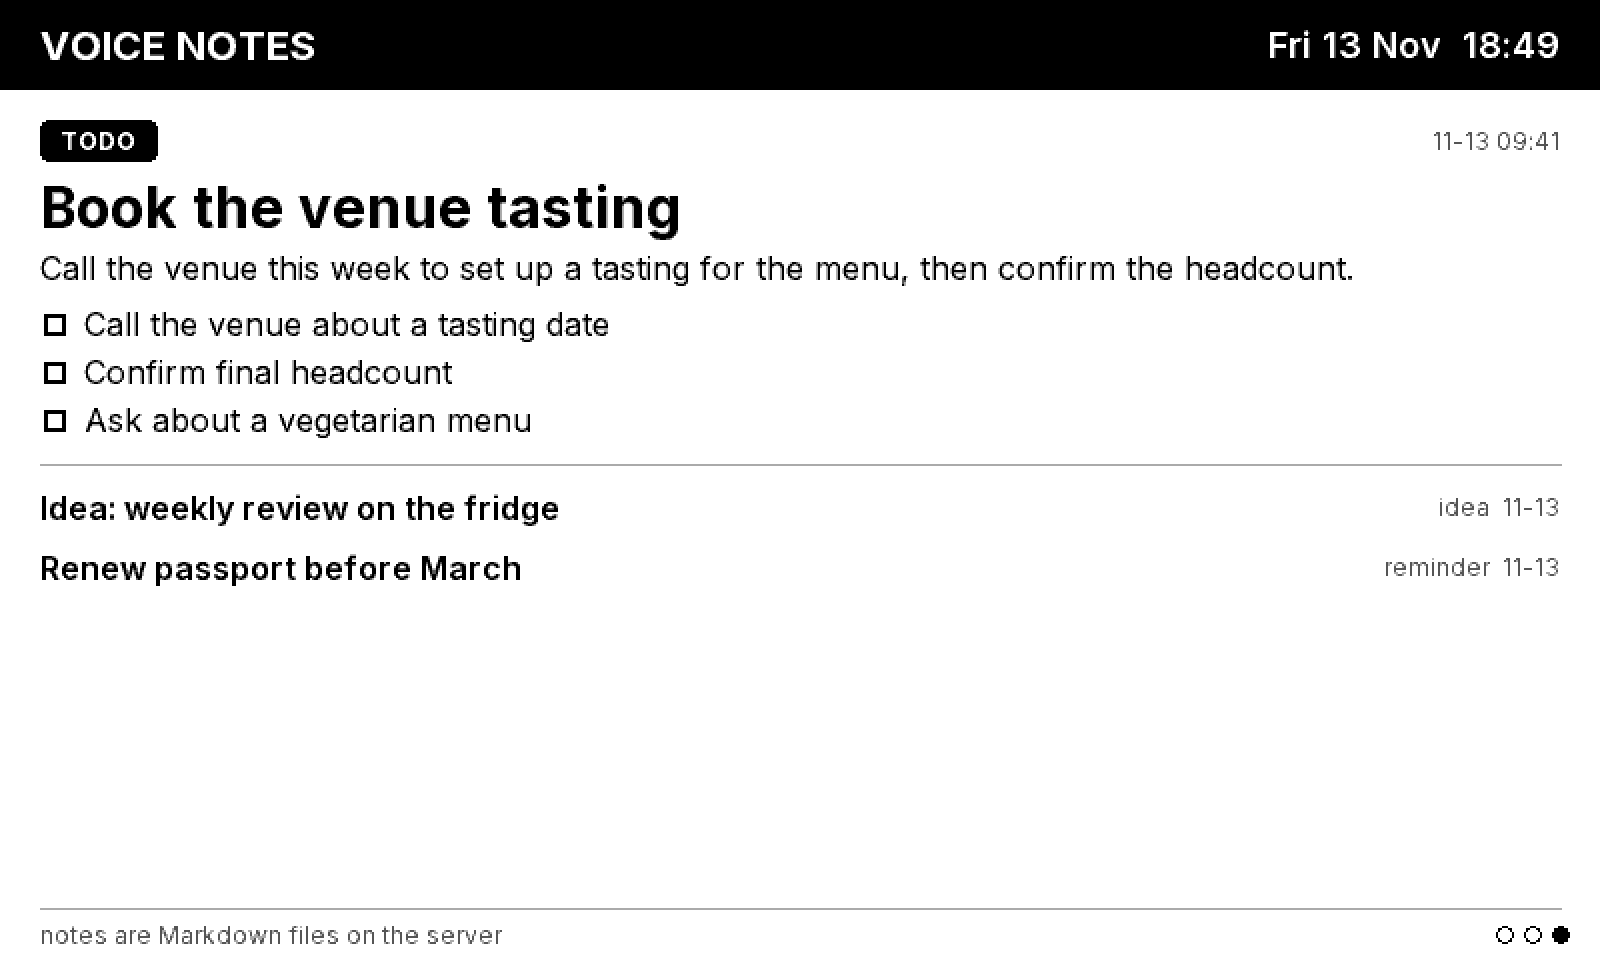 VOICE NOTES
Fri 13 Nov 18:49
TODO
11-13 09:41
Book the venue tasting
Call the venue this week to set up a tasting for the menu, then confirm the headcount.
Call the venue about a tasting date
Confirm final headcount
Ask about a vegetarian menu
Idea: weekly review on the fridge
idea 11-13
Renew passport before March
reminder 11-13
notes are Markdown files on the server